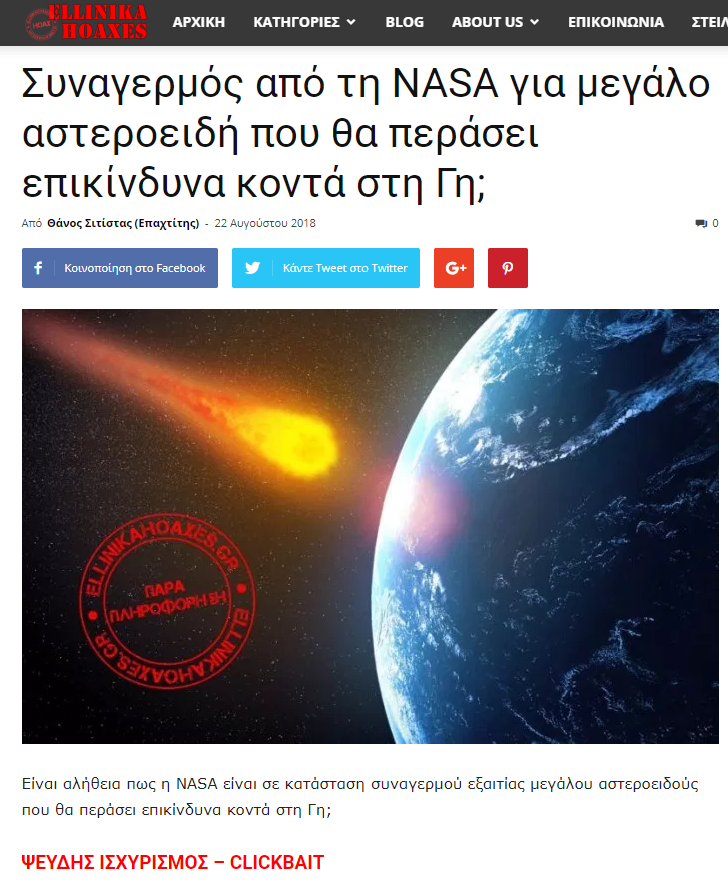 ELLINIKA
HOAXES
HOAX
ΑΡΧΙΚΗ ΚΑΤΗΓΟΡΙΕΣ BLOG ABOUT US ΕΠΙΚΟΙΝΩΝΙΑ ΣΤΕΙΛ
Συναγερμός από τη NASA για μεγάλο
αστεροειδή που θα περάσει
επικίνδυνα κοντά στη Γη;
Από Θάνος Σιτίστας (Επαχτίτης) - 22 Αυγούστου 2018 0
Κοινοποίηση στο Facebook Κάντε Tweet στο Twitter G+
ELLINIKAHOAXES.GR
ΠΑΡΑ
ΠΛΗΡΟΦΟΡΗΣΗ
ELLINIKAHOAXES.GR
Είναι αλήθεια πως η NASA είναι σε κατάσταση συναγερμού εξαιτίας μεγάλου αστεροειδούς
που θα περάσει επικίνδυνα κοντά στη Γη;
ΨΕΥΔΗΣ ΙΣΧΥΡΙΣΜΟΣ – CLICKBAIT